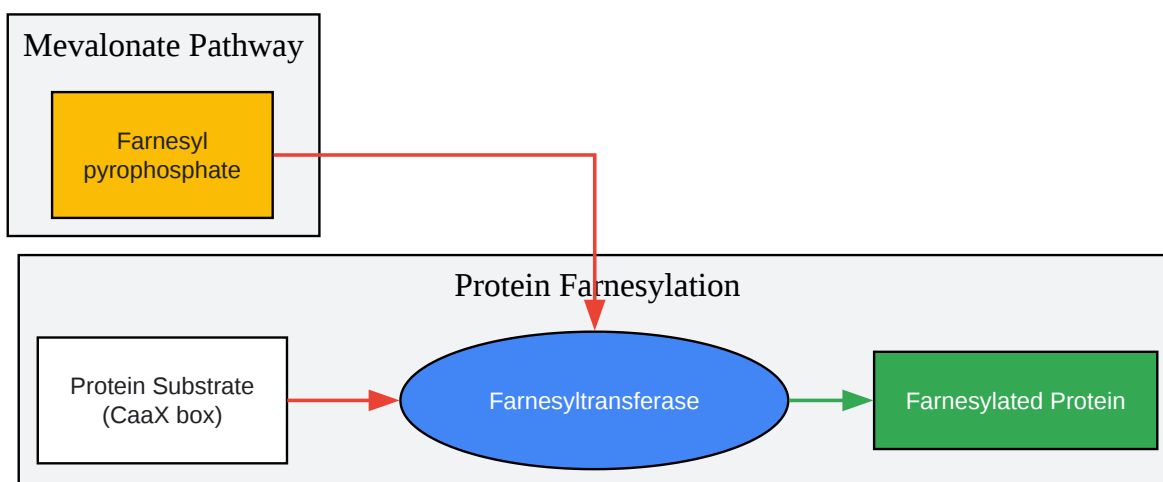 Mevalonate Pathway
Farnesyl
pyrophosphate
Protein Farnesylation
Protein Substrate
(CaaX box)
Farnesyltransferase
Farnesylated Protein